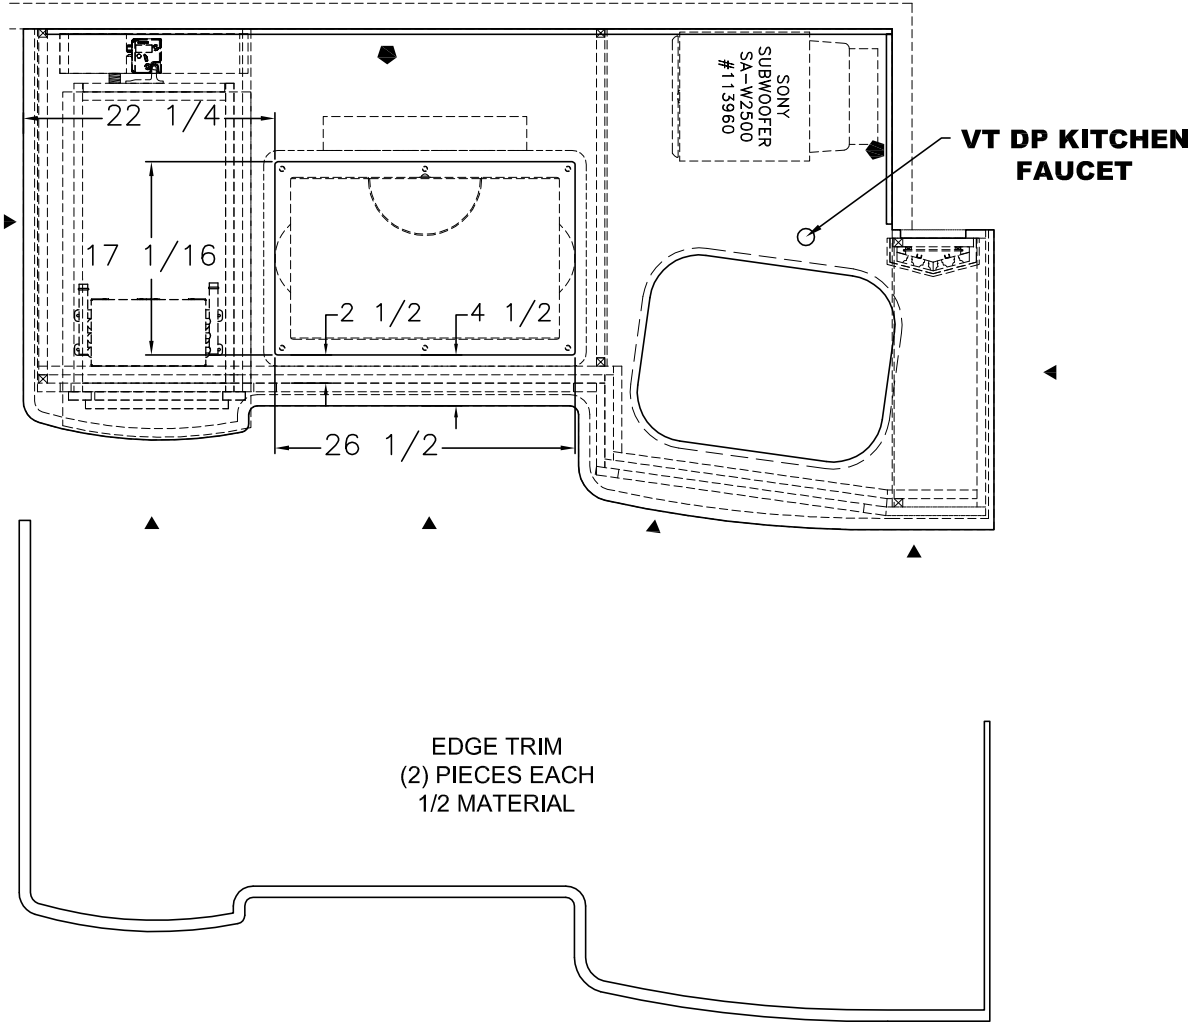 SONY
SUBWOOFER
SA-W2500
#113960
VT DP KITCHEN
FAUCET
22 1/4
17 1/16
2 1/2
4 1/2
26 1/2
EDGE TRIM
(2) PIECES EACH
1/2 MATERIAL